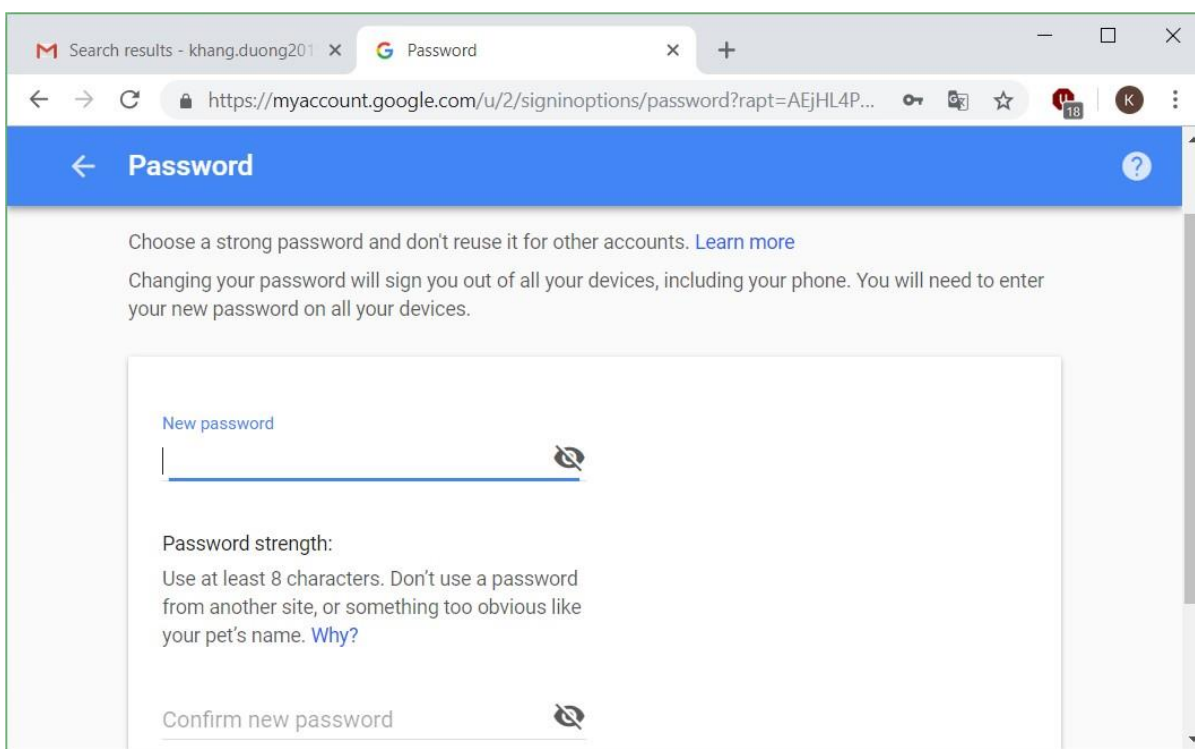 Search results - khang.duong201
Password
https://myaccount.google.com/u/2/signinoptions/password?rapt=AEjHL4P...
18
K
Password
Choose a strong password and don't reuse it for other accounts. Learn more
Changing your password will sign you out of all your devices, including your phone. You will need to enter
your new password on all your devices.
New password
Password strength:
Use at least 8 characters. Don’t use a password
from another site, or something too obvious like
your pet’s name. Why?
Confirm new password